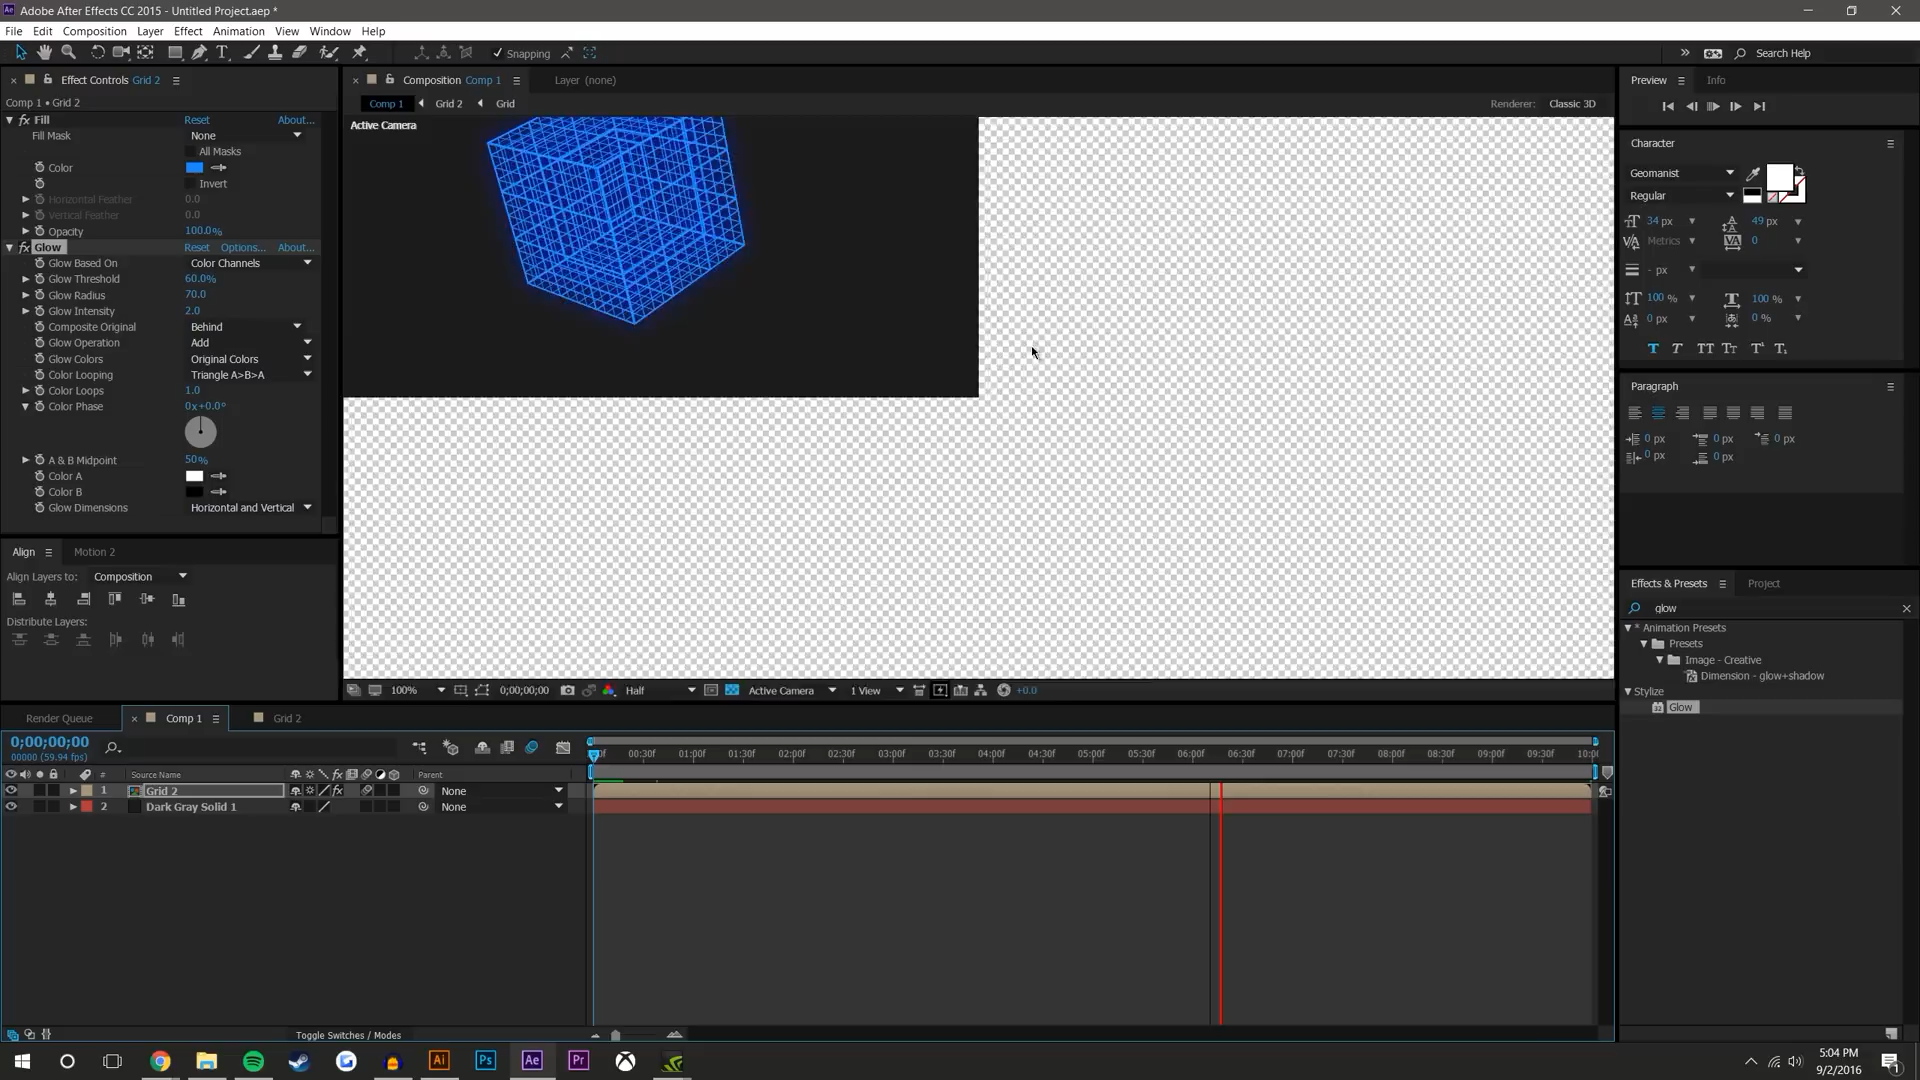 Adobe After Effects CC 2015 - Untitled Project.aep *
File Edit Composition Layer Effect Animation View Window Help
Snapping
Search Help
Effect Controls Grid 2
Comp 1 • Grid 2
fx Fill Reset About...
Fill Mask None
All Masks
Color
Invert
Horizontal Feather 0.0
Vertical Feather 0.0
Opacity 100.0%
fx Glow Reset Options... About...
Glow Based On Color Channels
Glow Threshold 60.0%
Glow Radius 70.0
Glow Intensity 2.0
Composite Original Behind
Glow Operation Add
Glow Colors Original Colors
Color Looping Triangle A>B>A
Color Loops 1.0
Color Phase 0x+0.0°
A & B Midpoint 50%
Color A
Color B
Glow Dimensions Horizontal and Vertical
Align Motion 2
Align Layers to: Composition
Distribute Layers:
Composition Comp 1 Layer (none)
Comp 1 Grid 2 Grid
Renderer: Classic 3D
Active Camera
100% 0;00;00;00 Half Active Camera 1 View +0.0
Preview Info
Character
Geomanist
Regular
34 px 49 px
Metrics 0
- px
100 % 100 %
0 px 0 %
Paragraph
0 px 0 px 0 px
0 px 0 px
Effects & Presets Project
glow
* Animation Presets
Presets
Image - Creative
Dimension - glow+shadow
Stylize
Glow
Render Queue Comp 1 Grid 2
0;00;00;00
00000 (59.94 fps)
00:30f 01:00f 01:30f 02:00f 02:30f 03:00f 03:30f 04:00f 04:30f 05:00f 05:30f 06:00f 06:30f 07:00f 07:30f 08:00f 08:30f 09:00f 09:30f 10:00
# Source Name Parent
1 Grid 2 None
2 Dark Gray Solid 1 None
Toggle Switches / Modes
Ai Ps Ae Pr
5:04 PM
9/2/2016